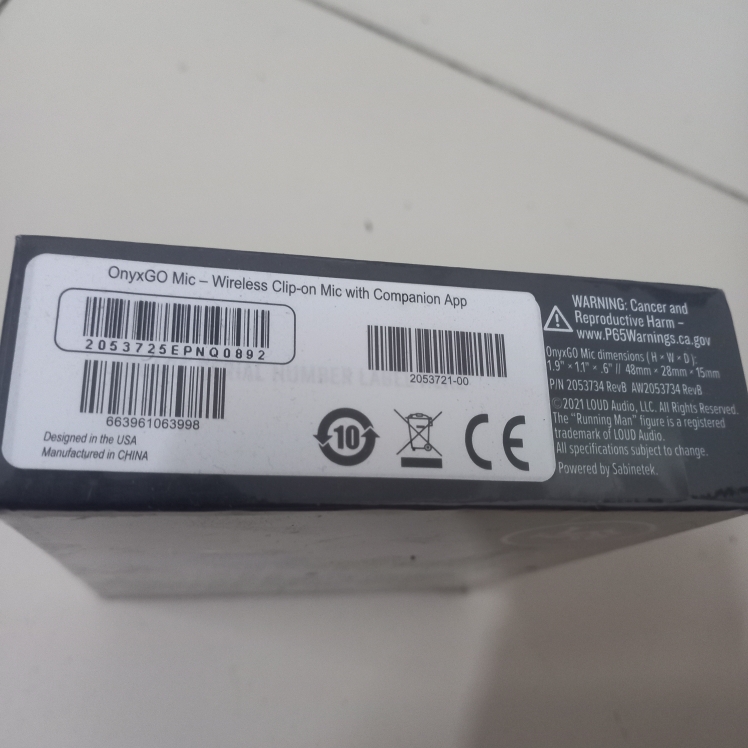 OnyxGO Mic – Wireless Clip-on Mic with Companion App
2053725EPNQ0892
2053721-00
663961063998
Designed in the USA
Manufactured in CHINA
10
CE
WARNING: Cancer and
Reproductive Harm –
www.P65Warnings.ca.gov
OnyxGO Mic dimensions ( H × W × D ):
1.9" × 1.1" × .6" // 48mm × 28mm × 15mm
P/N 2053734 RevB AW2053734 RevB
©2021 LOUD Audio, LLC. All Rights Reserved.
The "Running Man" figure is a registered
trademark of LOUD Audio.
All specifications subject to change.
Powered by Sabinetek.